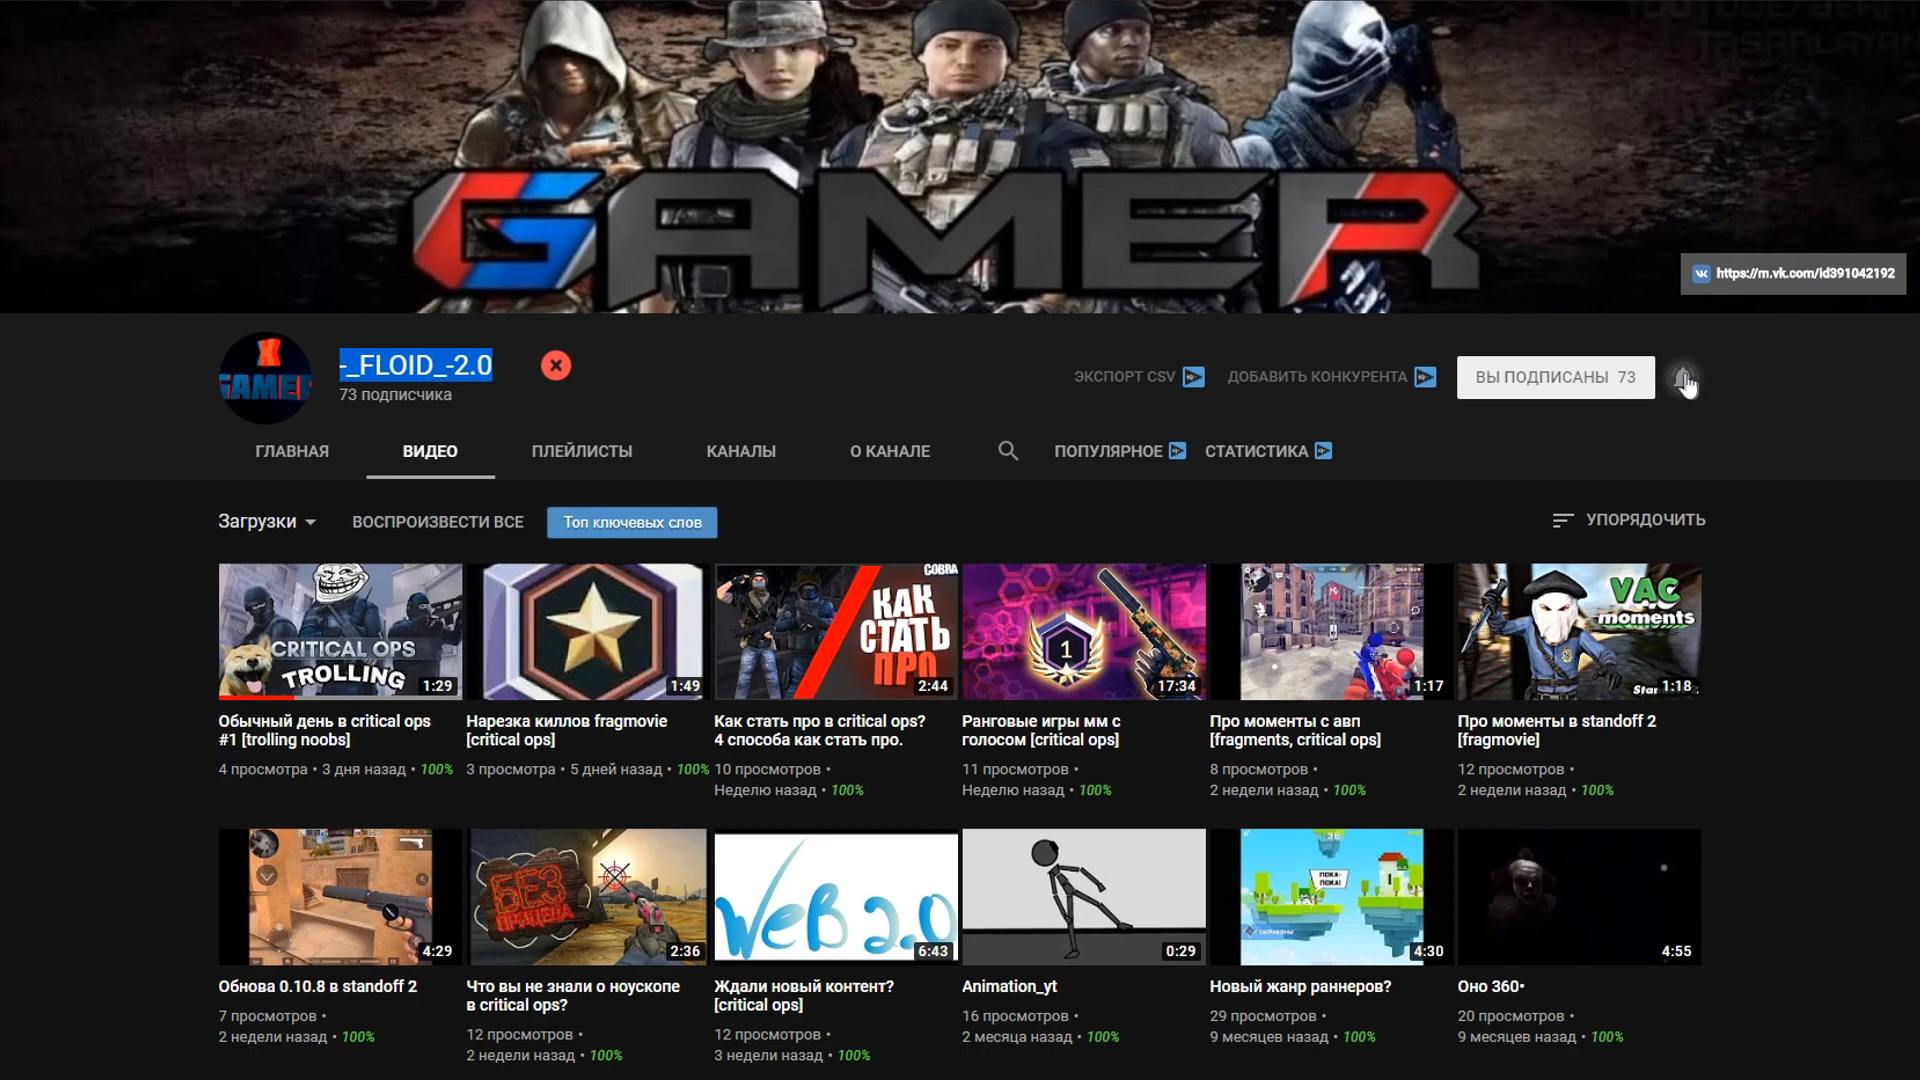 GAMER
https://m.vk.com/id391042192
X
GAMER
-_FLOID_-2.0
73 подписчика
ЭКСПОРТ CSV
ДОБАВИТЬ КОНКУРЕНТА
ВЫ ПОДПИСАНЫ 73
ГЛАВНАЯ
ВИДЕО
ПЛЕЙЛИСТЫ
КАНАЛЫ
О КАНАЛЕ
ПОПУЛЯРНОЕ
СТАТИСТИКА
Загрузки
ВОСПРОИЗВЕСТИ ВСЕ
Топ ключевых слов
УПОРЯДОЧИТЬ
CRITICAL OPS
TROLLING
1:29
1:49
COBRA
КАК
СТАТЬ
ПРО
2:44
1
17:34
1:17
VAC
moments
1:18
Обычный день в critical ops
#1 [trolling noobs]
4 просмотра • 3 дня назад • 100%
Нарезка киллов fragmovie
[critical ops]
3 просмотра • 5 дней назад • 100%
Как стать про в critical ops?
4 способа как стать про.
10 просмотров •
Неделю назад • 100%
Ранговые игры мм с
голосом [critical ops]
11 просмотров •
Неделю назад • 100%
Про моменты с авп
[fragments, critical ops]
8 просмотров •
2 недели назад • 100%
Про моменты в standoff 2
[fragmovie]
12 просмотров •
2 недели назад • 100%
4:29
БЕЗ
ПРИЦЕЛА
2:36
WeB 2.0
6:43
0:29
ПОКА-
ПОКА!
4:30
4:55
Обнова 0.10.8 в standoff 2
7 просмотров •
2 недели назад • 100%
Что вы не знали о ноускопе
в critical ops?
12 просмотров •
2 недели назад • 100%
Ждали новый контент?
[critical ops]
12 просмотров •
3 недели назад • 100%
Animation_yt
16 просмотров •
2 месяца назад • 100%
Новый жанр раннеров?
29 просмотров •
9 месяцев назад • 100%
Оно 360•
20 просмотров •
9 месяцев назад • 100%